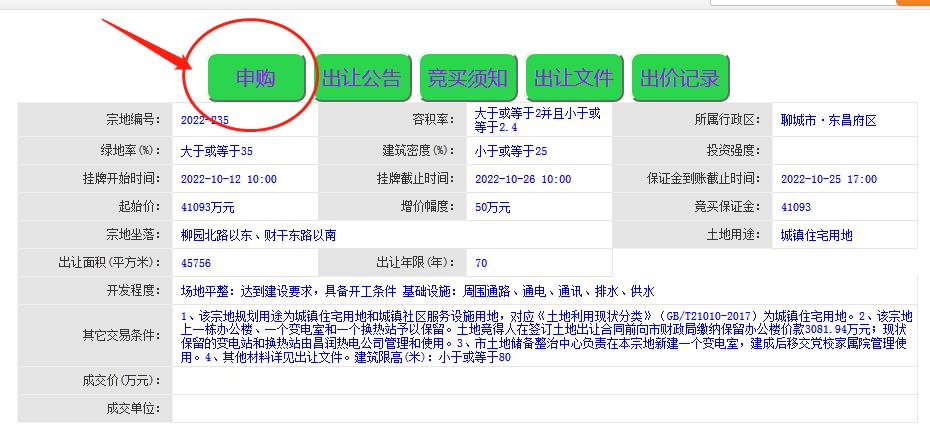 申购 出让公告 竞买须知 出让文件 出价记录
宗地编号: 2022-235 容积率: 大于或等于2并且小于或等于2.4 所属行政区: 聊城市·东昌府区
绿地率(%): 大于或等于35 建筑密度(%): 小于或等于25 投资强度:
挂牌开始时间: 2022-10-12 10:00 挂牌截止时间: 2022-10-26 10:00 保证金到账截止时间: 2022-10-25 17:00
起始价: 41093万元 增价幅度: 50万元 竞买保证金: 41093
宗地坐落: 柳园北路以东、财干东路以南 土地用途: 城镇住宅用地
出让面积(平方米): 45756 出让年限(年): 70
开发程度: 场地平整: 达到建设要求，具备开工条件 基础设施: 周围通路、通电、通讯、排水、供水
其它交易条件: 1、该宗地规划用途为城镇住宅用地和城镇社区服务设施用地，对应《土地利用现状分类》（GB/T21010-2017）为城镇住宅用地。2、该宗地
上一栋办公楼、一个变电室和一个换热站予以保留。土地竞得人在签订土地出让合同前向市财政局缴纳保留办公楼价款3081.94万元；现状
保留的变电站和换热站由昌润热电公司管理和使用。3、市土地储备整治中心负责在本宗地新建一个变电室，建成后移交党校家属院管理使
用。4、其他材料详见出让文件。建筑限高(米): 小于或等于80
成交价(万元):
成交单位: